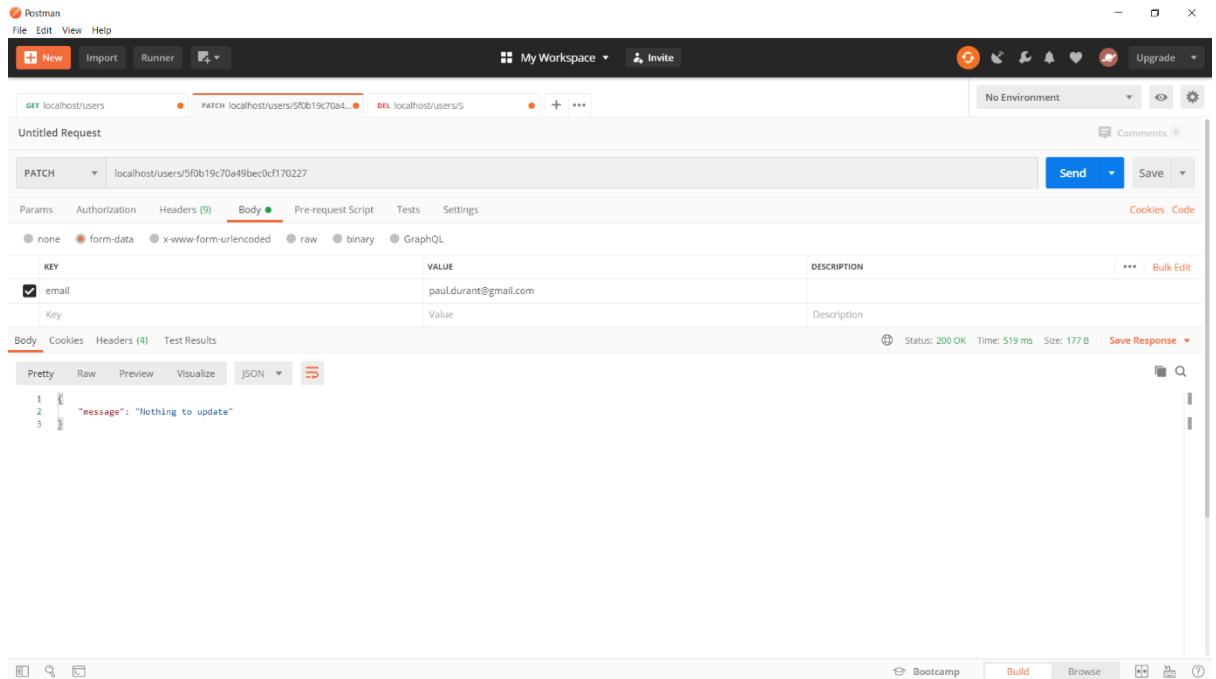 Postman
File Edit View Help
New Import Runner My Workspace Invite Upgrade
GET localhost/users PATCH localhost/users/5f0b19c70a4... DEL localhost/users/5 No Environment
Untitled Request Comments 0
PATCH localhost/users/5f0b19c70a49bec0cf170227 Send Save
Params Authorization Headers (9) Body Pre-request Script Tests Settings Cookies Code
none form-data x-www-form-urlencoded raw binary GraphQL
KEY VALUE DESCRIPTION Bulk Edit
email paul.durant@gmail.com
Key Value Description
Body Cookies Headers (4) Test Results Status: 200 OK Time: 519 ms Size: 177 B Save Response
Pretty Raw Preview Visualize JSON
1 {
2 "message": "Nothing to update"
3 }
Bootcamp Build Browse